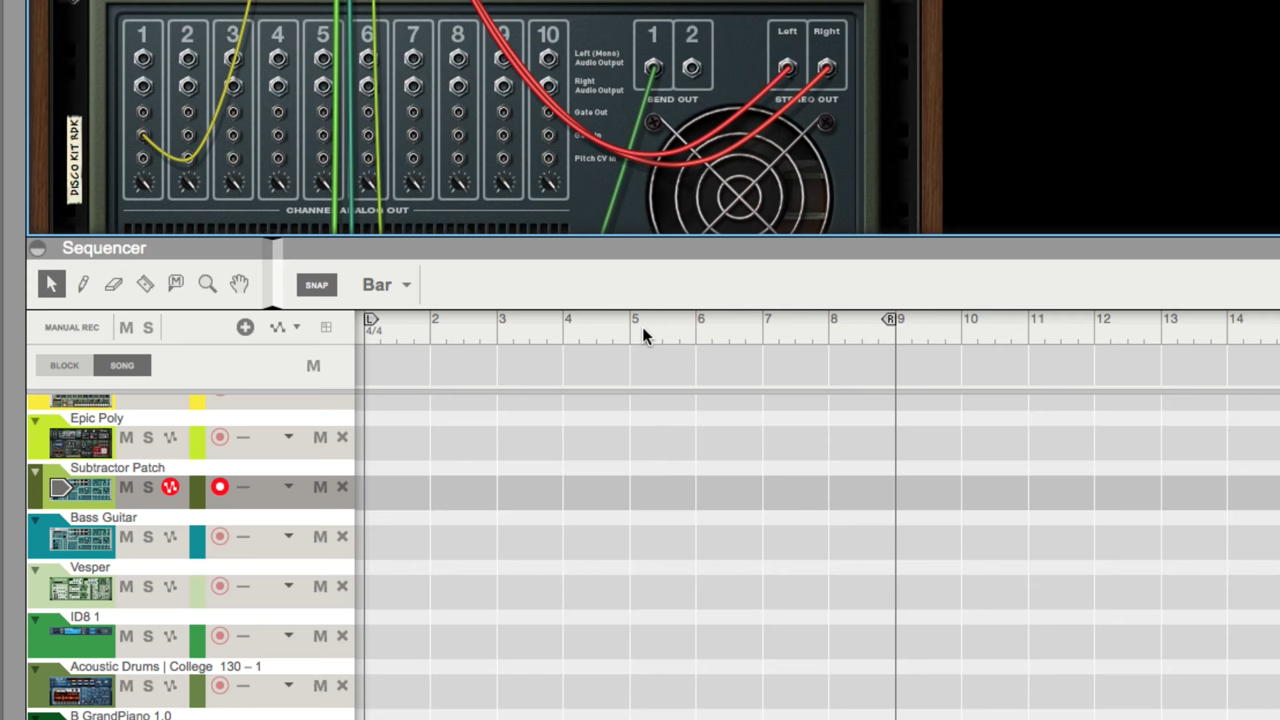 1 2 3 4 5 6 7 8 9 10
1 2
Left Right
Left (Mono)
Audio Output
Right
Audio Output
Gate Out
Pitch CV In
SEND OUT
STEREO OUT
DISCO KIT RDK
CHANNEL ANALOG OUT
Sequencer
M
SNAP
Bar
MANUAL REC M S
L 2 3 4 5 6 7 8 R 9 10 11 12 13 14
4/4
BLOCK SONG M
Epic Poly
M S M
Subtractor Patch
M S M
Bass Guitar
M S M
Vesper
M S M
ID8 1
M S M
Acoustic Drums | College 130 – 1
M S M
B GrandPiano 1.0